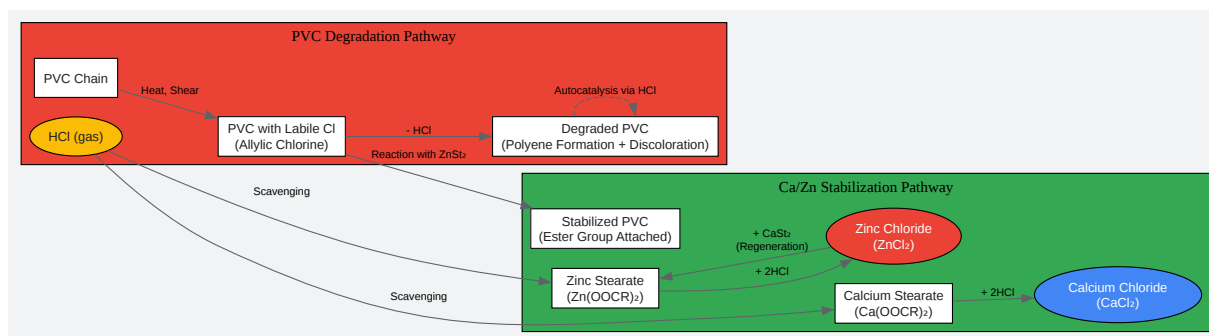 PVC Degradation Pathway
PVC Chain
Heat, Shear
Autocatalysis via HCl
HCl (gas)
PVC with Labile Cl
(Allylic Chlorine)
- HCl
Degraded PVC
(Polyene Formation + Discoloration)
Reaction with ZnSt₂
Scavenging
Ca/Zn Stabilization Pathway
Stabilized PVC
(Ester Group Attached)
+ CaSt₂
(Regeneration)
Zinc Chloride
(ZnCl₂)
Zinc Stearate
(Zn(OOCR)₂)
+ 2HCl
Scavenging
Calcium Stearate
(Ca(OOCR)₂)
+ 2HCl
Calcium Chloride
(CaCl₂)